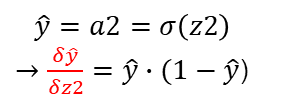 ŷ = a2 = σ(z2)
→ δŷ/δz2 = ŷ · (1 − ŷ)